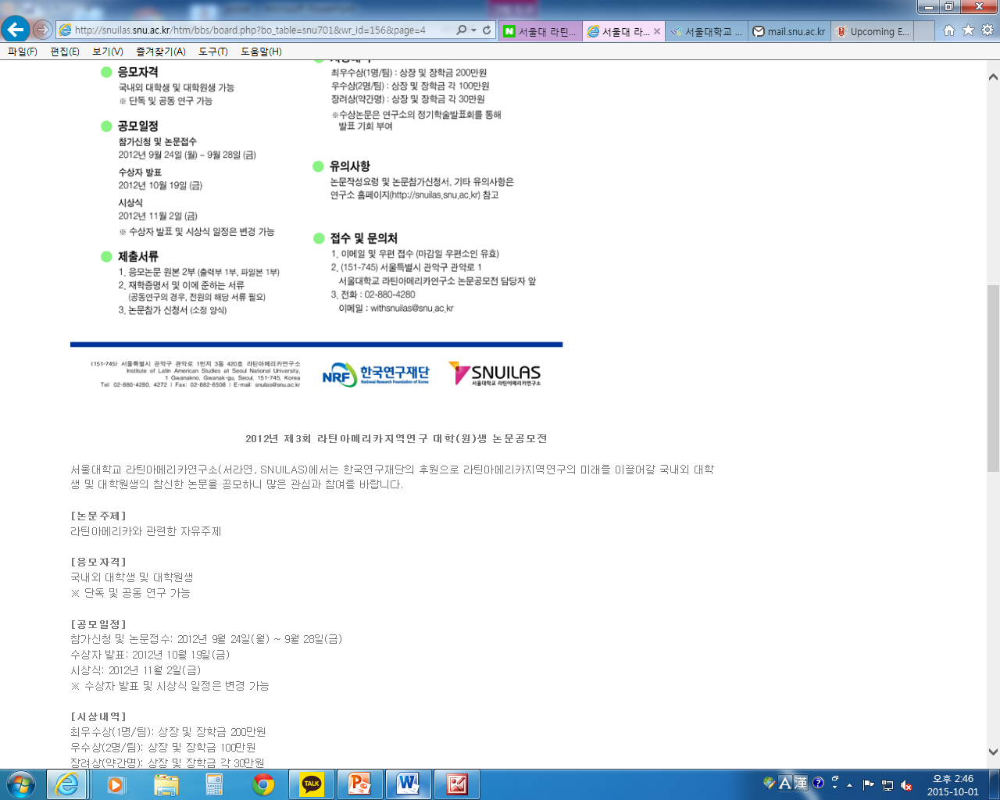 http://snuilas.snu.ac.kr/htm/bbs/board.php?bo_table=snu701&wr_id=156&page=4
서울대 라틴...
서울대 라...
서울대학교 ...
mail.snu.ac.kr
Upcoming E...
파일(F) 편집(E) 보기(V) 즐겨찾기(A) 도구(T) 도움말(H)
응모자격
국내외 대학생 및 대학원생 가능
※ 단독 및 공동 연구 가능
공모일정
참가신청 및 논문접수
2012년 9월 24일 (월) ~ 9월 28일 (금)
수상자 발표
2012년 10월 19일 (금)
시상식
2012년 11월 2일 (금)
※ 수상자 발표 및 시상식 일정은 변경 가능
제출서류
1. 응모논문 원본 2부 (출력부 1부, 파일본 1부)
2. 재학증명서 및 이에 준하는 서류
(공동연구의 경우, 전원의 해당 서류 필요)
3. 논문참가 신청서 (소정 양식)
최우수상(1명/팀) : 상장 및 장학금 200만원
우수상(2명/팀) : 상장 및 장학금 각 100만원
장려상(약간명) : 상장 및 장학금 각 30만원
※수상논문은 연구소의 정기학술발표회를 통해
발표 기회 부여
유의사항
논문작성요령 및 논문참가신청서, 기타 유의사항은
연구소 홈페이지(http://snuilas.snu.ac.kr) 참고
접수 및 문의처
1. 이메일 및 우편 접수 (마감일 우편소인 유효)
2. (151-745) 서울특별시 관악구 관악로 1
서울대학교 라틴아메리카연구소 논문공모전 담당자 앞
3. 전화 : 02-880-4280
이메일 : withsnuilas@snu.ac.kr
(151-745) 서울특별시 관악구 관악로 1번지 3동 420호 라틴아메리카연구소
Institute of Latin American Studies at Seoul National University,
1 Gwanakno, Gwanak-gu, Seoul, 151-745, Korea
Tel: 02-880-4280, 4272 | Fax: 02-882-6508 | E-mail: snuilas@snu.ac.kr
NRF 한국연구재단
National Research Foundation of Korea
SNUILAS
서울대학교 라틴아메리카연구소
2012년 제3회 라틴아메리카지역연구 대학(원)생 논문공모전
서울대학교 라틴아메리카연구소(서라연, SNUILAS)에서는 한국연구재단의 후원으로 라틴아메리카지역연구의 미래를 이끌어갈 국내외 대학
생 및 대학원생의 참신한 논문을 공모하니 많은 관심과 참여를 바랍니다.
[논문주제]
라틴아메리카와 관련한 자유주제
[응모자격]
국내외 대학생 및 대학원생
※ 단독 및 공동 연구 가능
[공모일정]
참가신청 및 논문접수: 2012년 9월 24일(월) ~ 9월 28일(금)
수상자 발표: 2012년 10월 19일(금)
시상식: 2012년 11월 2일(금)
※ 수상자 발표 및 시상식 일정은 변경 가능
[시상내역]
최우수상(1명/팀): 상장 및 장학금 200만원
우수상(2명/팀): 상장 및 장학금 100만원
장려상(약간명): 상장 및 장학금 각 30만원
TALK
A 漢
오후 2:46
2015-10-01